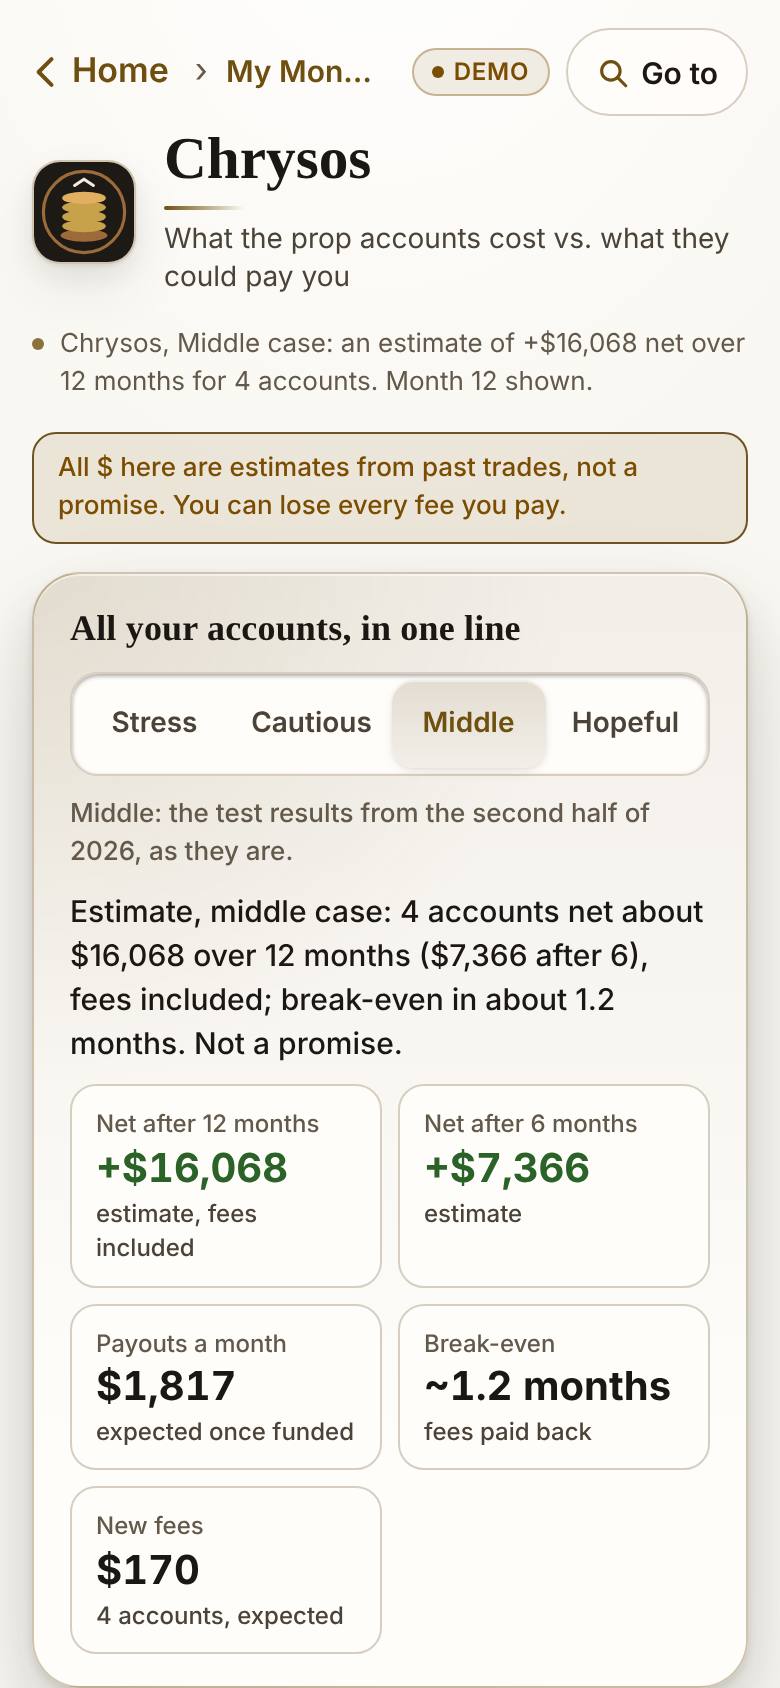 Home › My Mon... DEMO Go to
Chrysos
What the prop accounts cost vs. what they
could pay you
Chrysos, Middle case: an estimate of +$16,068 net over
12 months for 4 accounts. Month 12 shown.
All $ here are estimates from past trades, not a
promise. You can lose every fee you pay.
All your accounts, in one line
Stress Cautious Middle Hopeful
Middle: the test results from the second half of
2026, as they are.
Estimate, middle case: 4 accounts net about
$16,068 over 12 months ($7,366 after 6),
fees included; break-even in about 1.2
months. Not a promise.
Net after 12 months
+$16,068
estimate, fees
included
Net after 6 months
+$7,366
estimate
Payouts a month
$1,817
expected once funded
Break-even
~1.2 months
fees paid back
New fees
$170
4 accounts, expected